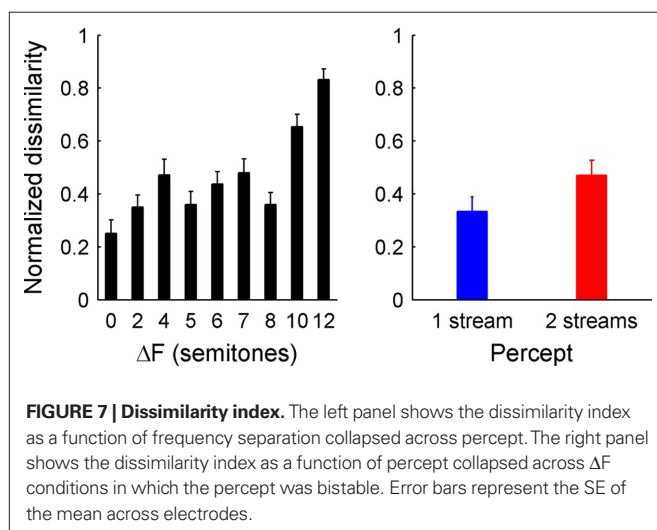 1
0.8
0.6
0.4
0.2
0
Normalized dissimilarity
0 2 4 5 6 7 8 10 12
ΔF (semitones)
1
0.8
0.6
0.4
0.2
0
1 stream 2 streams
Percept
FIGURE 7 | Dissimilarity index. The left panel shows the dissimilarity index
as a function of frequency separation collapsed across percept. The right panel
shows the dissimilarity index as a function of percept collapsed across ΔF
conditions in which the percept was bistable. Error bars represent the SE of
the mean across electrodes.